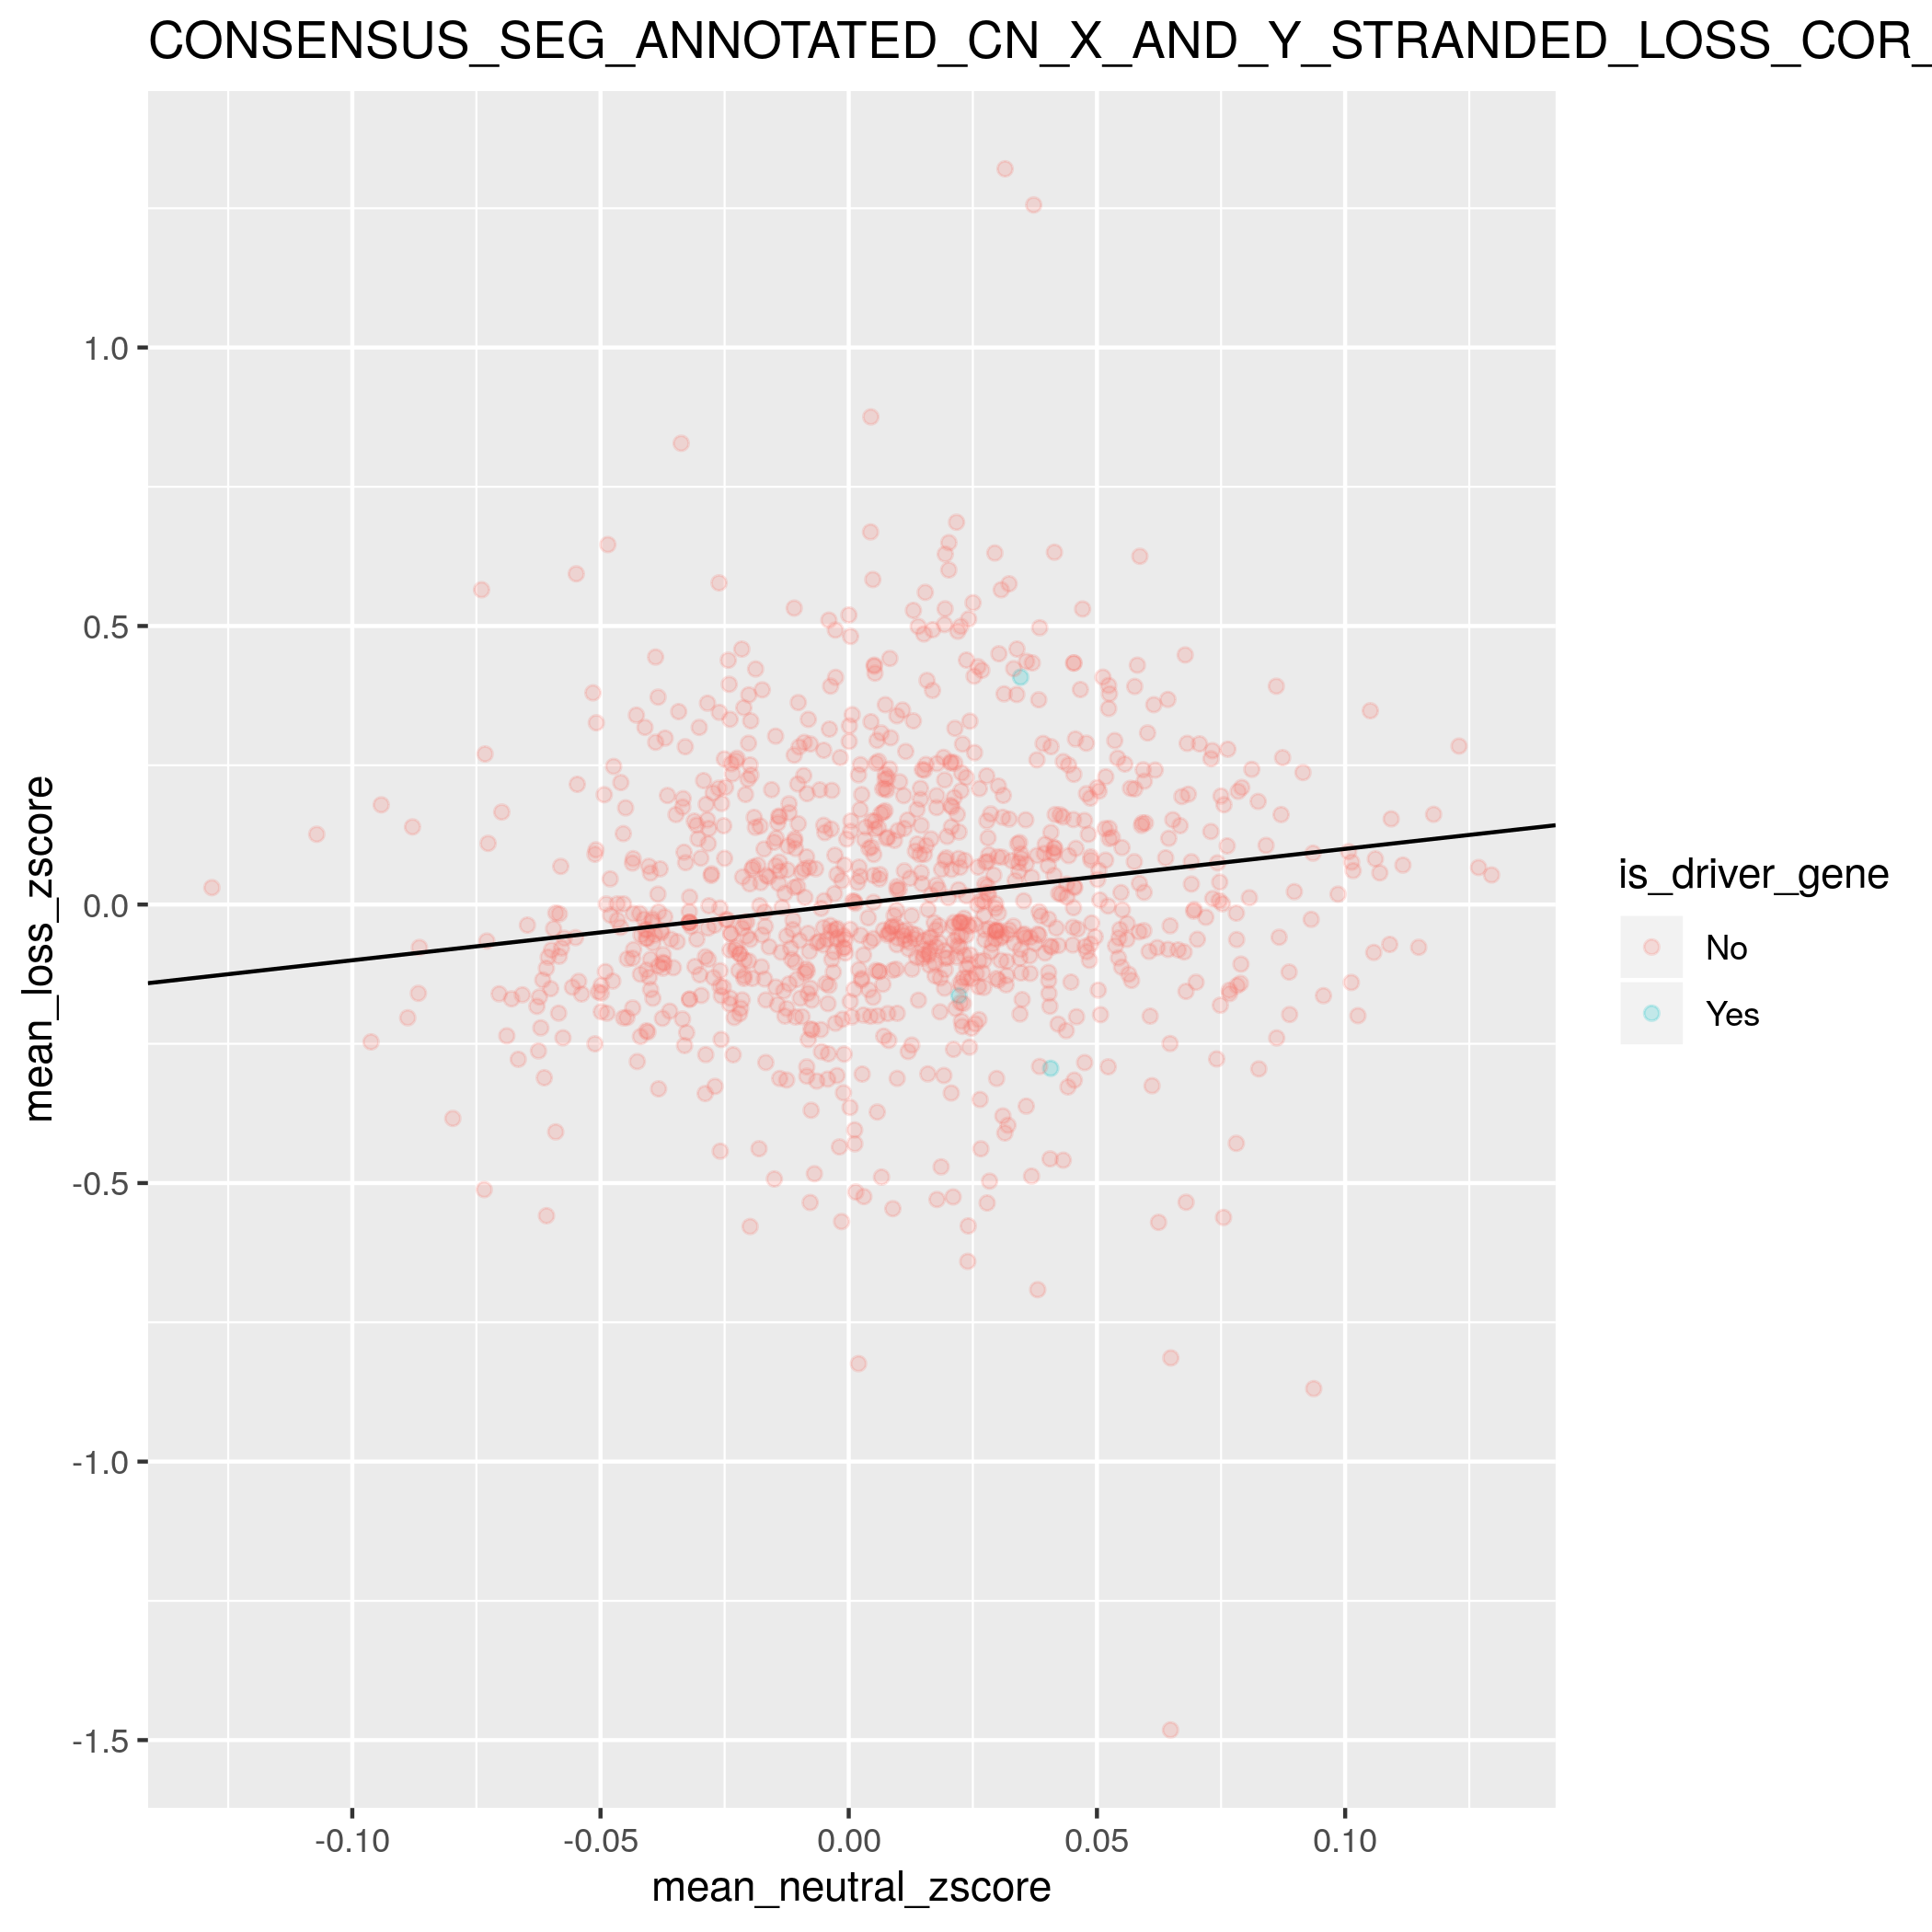 CONSENSUS_SEG_ANNOTATED_CN_X_AND_Y_STRANDED_LOSS_COR_
1.0
0.5
0.0
-0.5
-1.0
-1.5
mean_loss_zscore
-0.10 -0.05 0.00 0.05 0.10
mean_neutral_zscore
is_driver_gene
No
Yes